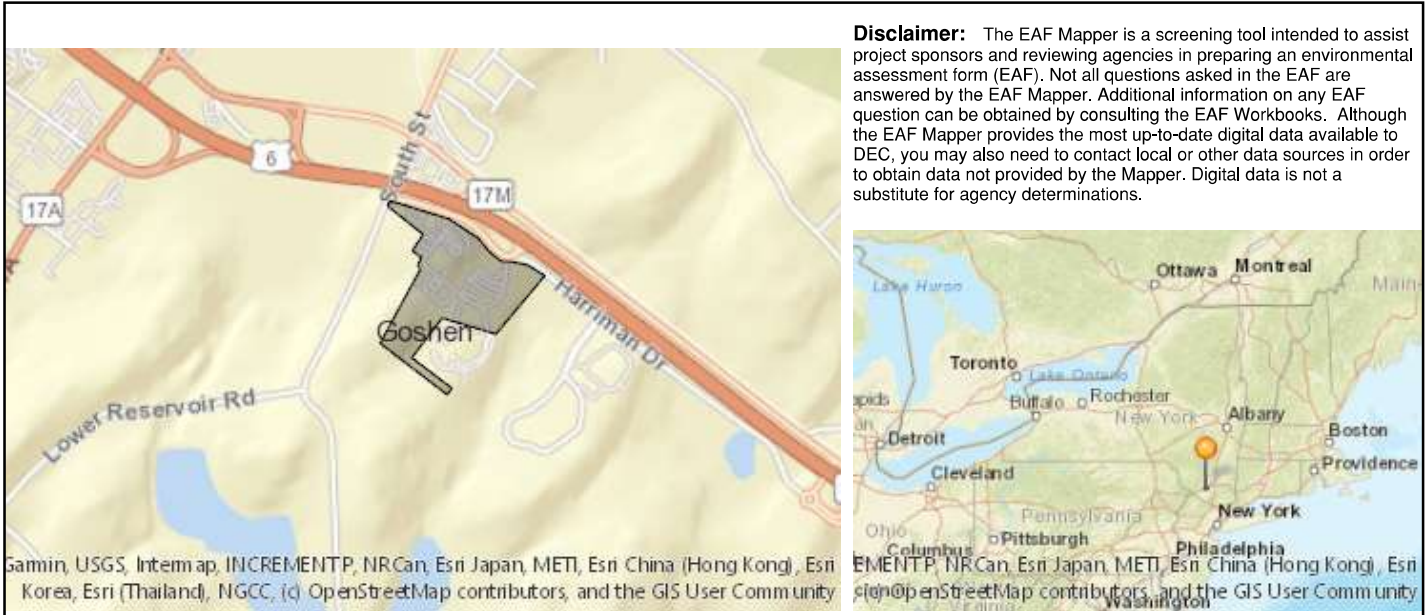 Disclaimer: The EAF Mapper is a screening tool intended to assist
project sponsors and reviewing agencies in preparing an environmental
assessment form (EAF). Not all questions asked in the EAF are
answered by the EAF Mapper. Additional information on any EAF
question can be obtained by consulting the EAF Workbooks. Although
the EAF Mapper provides the most up-to-date digital data available to
DEC, you may also need to contact local or other data sources in order
to obtain data not provided by the Mapper. Digital data is not a
substitute for agency determinations.
6
South St
17M
17A
Goshen
Harriman Dr
Lower Reservoir Rd
Garmin, USGS, Intermap, INCREMENT P, NRCan, Esri Japan, METI, Esri China (Hong Kong), Esri
Korea, Esri (Thailand), NGCC, (c) OpenStreetMap contributors, and the GIS User Community
Ottawa
Montreal
Main
Lake Huron
Toronto
Lake Ontario
apids
Buffalo
Rochester
New York
Albany
Boston
Detroit
Providence
Cleveland
New York
Pennsylvania
Ohio
Pittsburgh
Columbus
Philadelphia
EMENT P, NRCan, Esri Japan, METI, Esri China (Hong Kong), Esri
(c) OpenStreetMap contributors, and the GIS User Community
Virginia
Washington